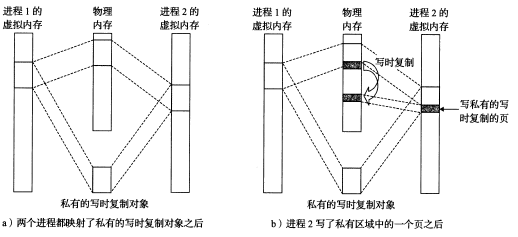 进程 1 的
虚拟内存
物理
内存
进程 2 的
虚拟内存
私有的写时复制对象
a）两个进程都映射了私有的写时复制对象之后
进程 1 的
虚拟内存
物理
内存
进程 2 的
虚拟内存
写时复制
写私有的写
时复制的页
私有的写时复制对象
b）进程 2 写了私有区域中的一个页之后